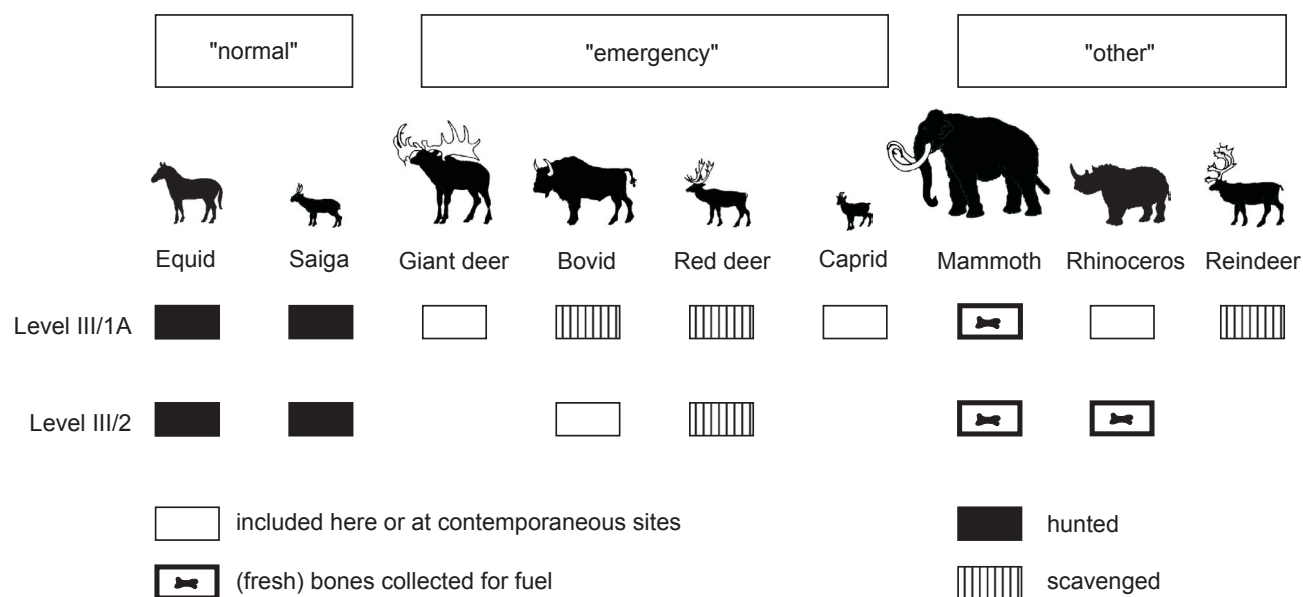 "normal" "emergency" "other"
Equid Saiga Giant deer Bovid Red deer Caprid Mammoth Rhinoceros Reindeer
Level III/1A
Level III/2
included here or at contemporaneous sites hunted
(fresh) bones collected for fuel scavenged